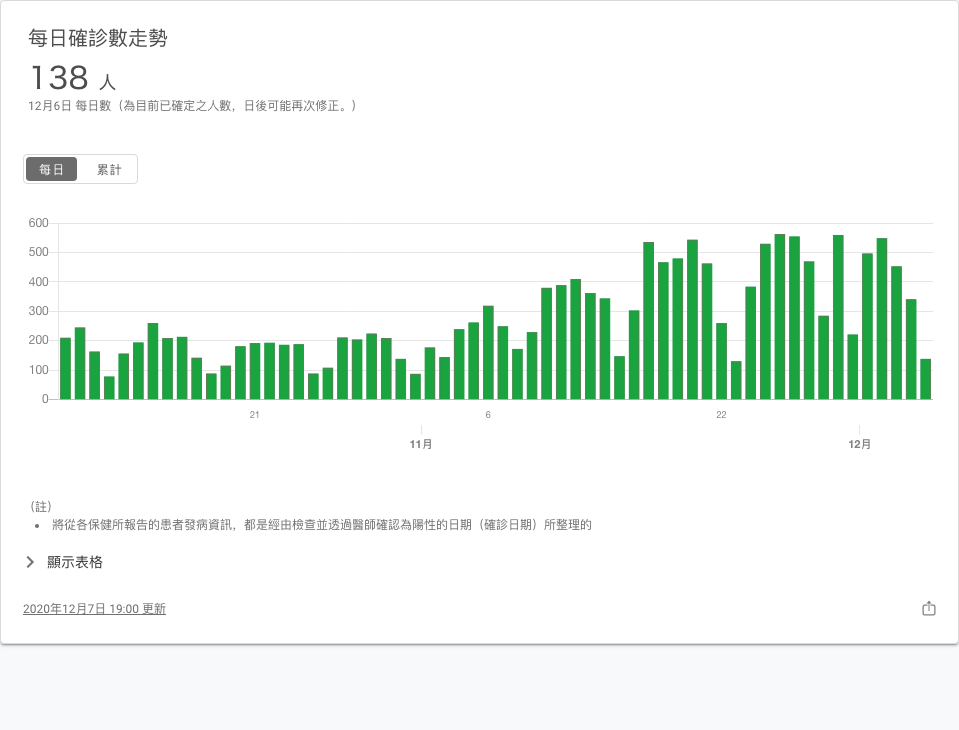 每日確診數走勢
138 人
12月6日 每日數（為目前已確定之人數，日後可能再次修正。）
每日 累計
600
500
400
300
200
100
0
21 6 22
11月 12月
（註）
• 將從各保健所報告的患者發病資訊，都是經由檢查並透過醫師確認為陽性的日期（確診日期）所整理的
顯示表格
2020年12月7日 19:00 更新